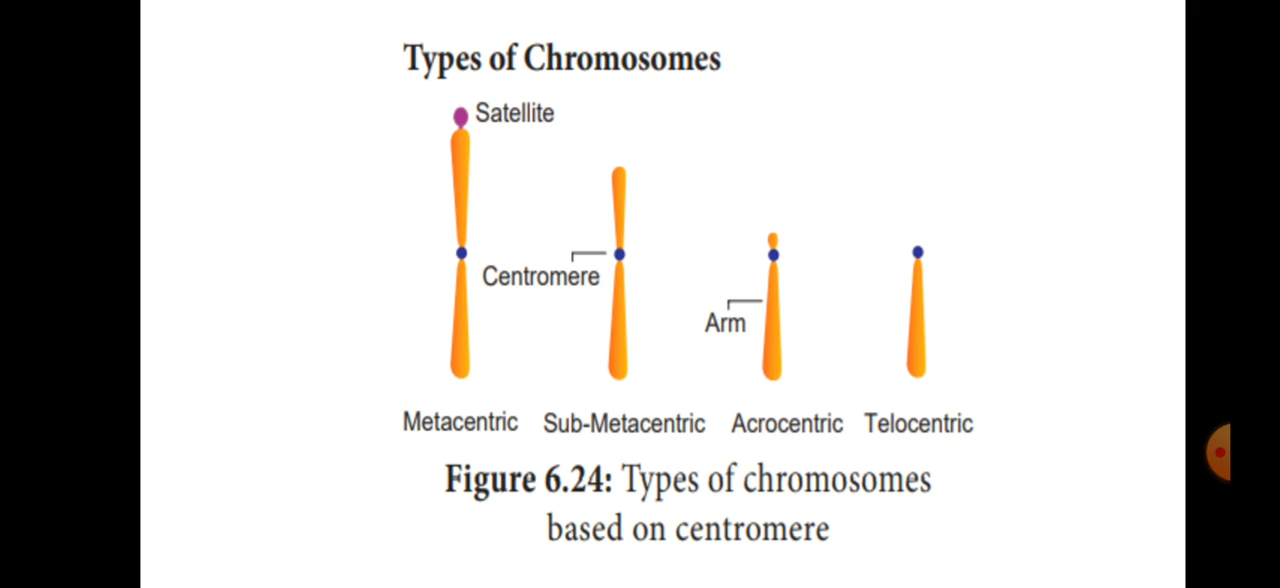 Types of Chromosomes
Satellite
Centromere
Arm
Metacentric Sub-Metacentric Acrocentric Telocentric
Figure 6.24: Types of chromosomes
based on centromere